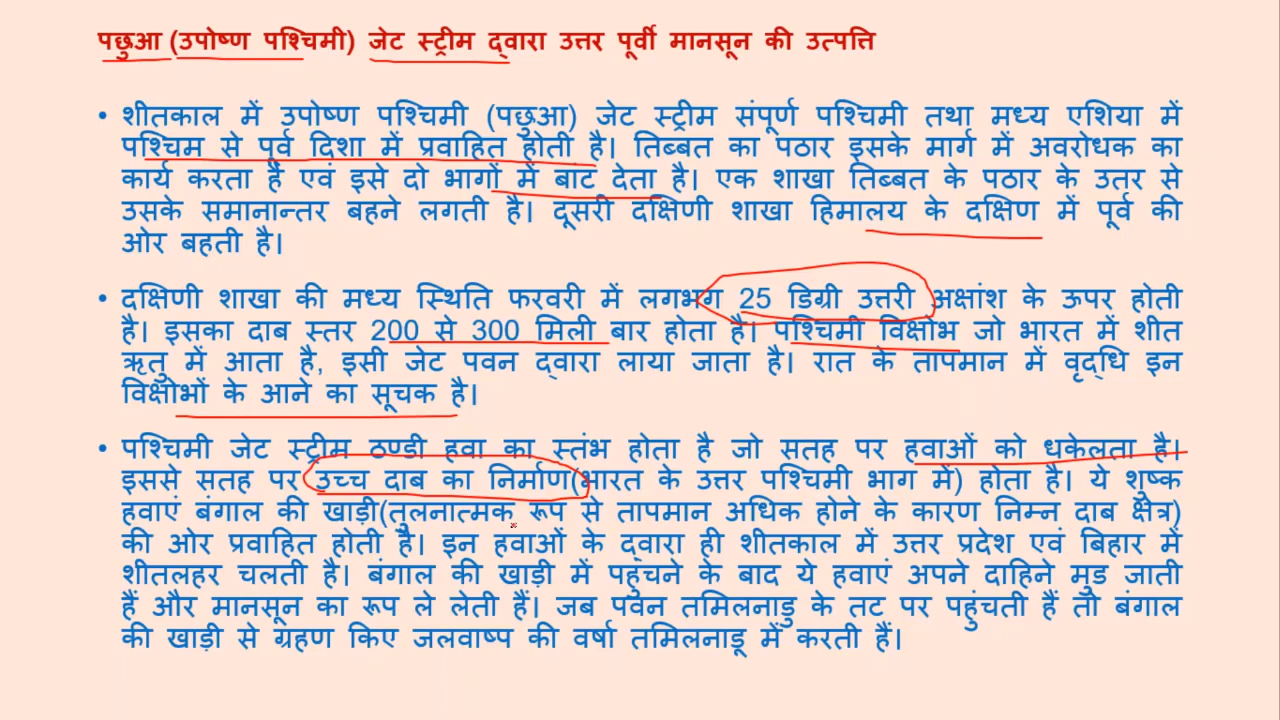 पछुआ (उपोष्ण पश्चिमी) जेट स्ट्रीम द्वारा उत्तर पूर्वी मानसून की उत्पत्ति
• शीतकाल में उपोष्ण पश्चिमी (पछुआ) जेट स्ट्रीम संपूर्ण पश्चिमी तथा मध्य एशिया में
पश्चिम से पूर्व दिशा में प्रवाहित होती है। तिब्बत का पठार इसके मार्ग में अवरोधक का
कार्य करता है एवं इसे दो भागों में बांट देता है। एक शाखा तिब्बत के पठार के उतर से
उसके समानान्तर बहने लगती है। दूसरी दक्षिणी शाखा हिमालय के दक्षिण में पूर्व की
ओर बहती है।
• दक्षिणी शाखा की मध्य स्थिति फरवरी में लगभग 25 डिग्री उत्तरी अक्षांश के ऊपर होती
है। इसका दाब स्तर 200 से 300 मिली बार होता है। पश्चिमी विक्षोभ जो भारत में शीत
ऋतु में आता है, इसी जेट पवन द्वारा लाया जाता है। रात के तापमान में वृद्धि इन
विक्षोभों के आने का सूचक है।
• पश्चिमी जेट स्ट्रीम ठण्डी हवा का स्तंभ होता है जो सतह पर हवाओं को धकेलता है।
इससे सतह पर उच्च दाब का निर्माण(भारत के उत्तर पश्चिमी भाग में) होता है। ये शुष्क
हवाएं बंगाल की खाड़ी(तुलनात्मक रूप से तापमान अधिक होने के कारण निम्न दाब क्षेत्र)
की ओर प्रवाहित होती है। इन हवाओं के द्वारा ही शीतकाल में उत्तर प्रदेश एवं बिहार में
शीतलहर चलती है। बंगाल की खाड़ी में पहुंचने के बाद ये हवाएं अपने दाहिने मुड जाती
हैं और मानसून का रूप ले लेती हैं। जब पवन तमिलनाडु के तट पर पहुंचती हैं तो बंगाल
की खाड़ी से ग्रहण किए जलवाष्प की वर्षा तमिलनाडू में करती हैं।